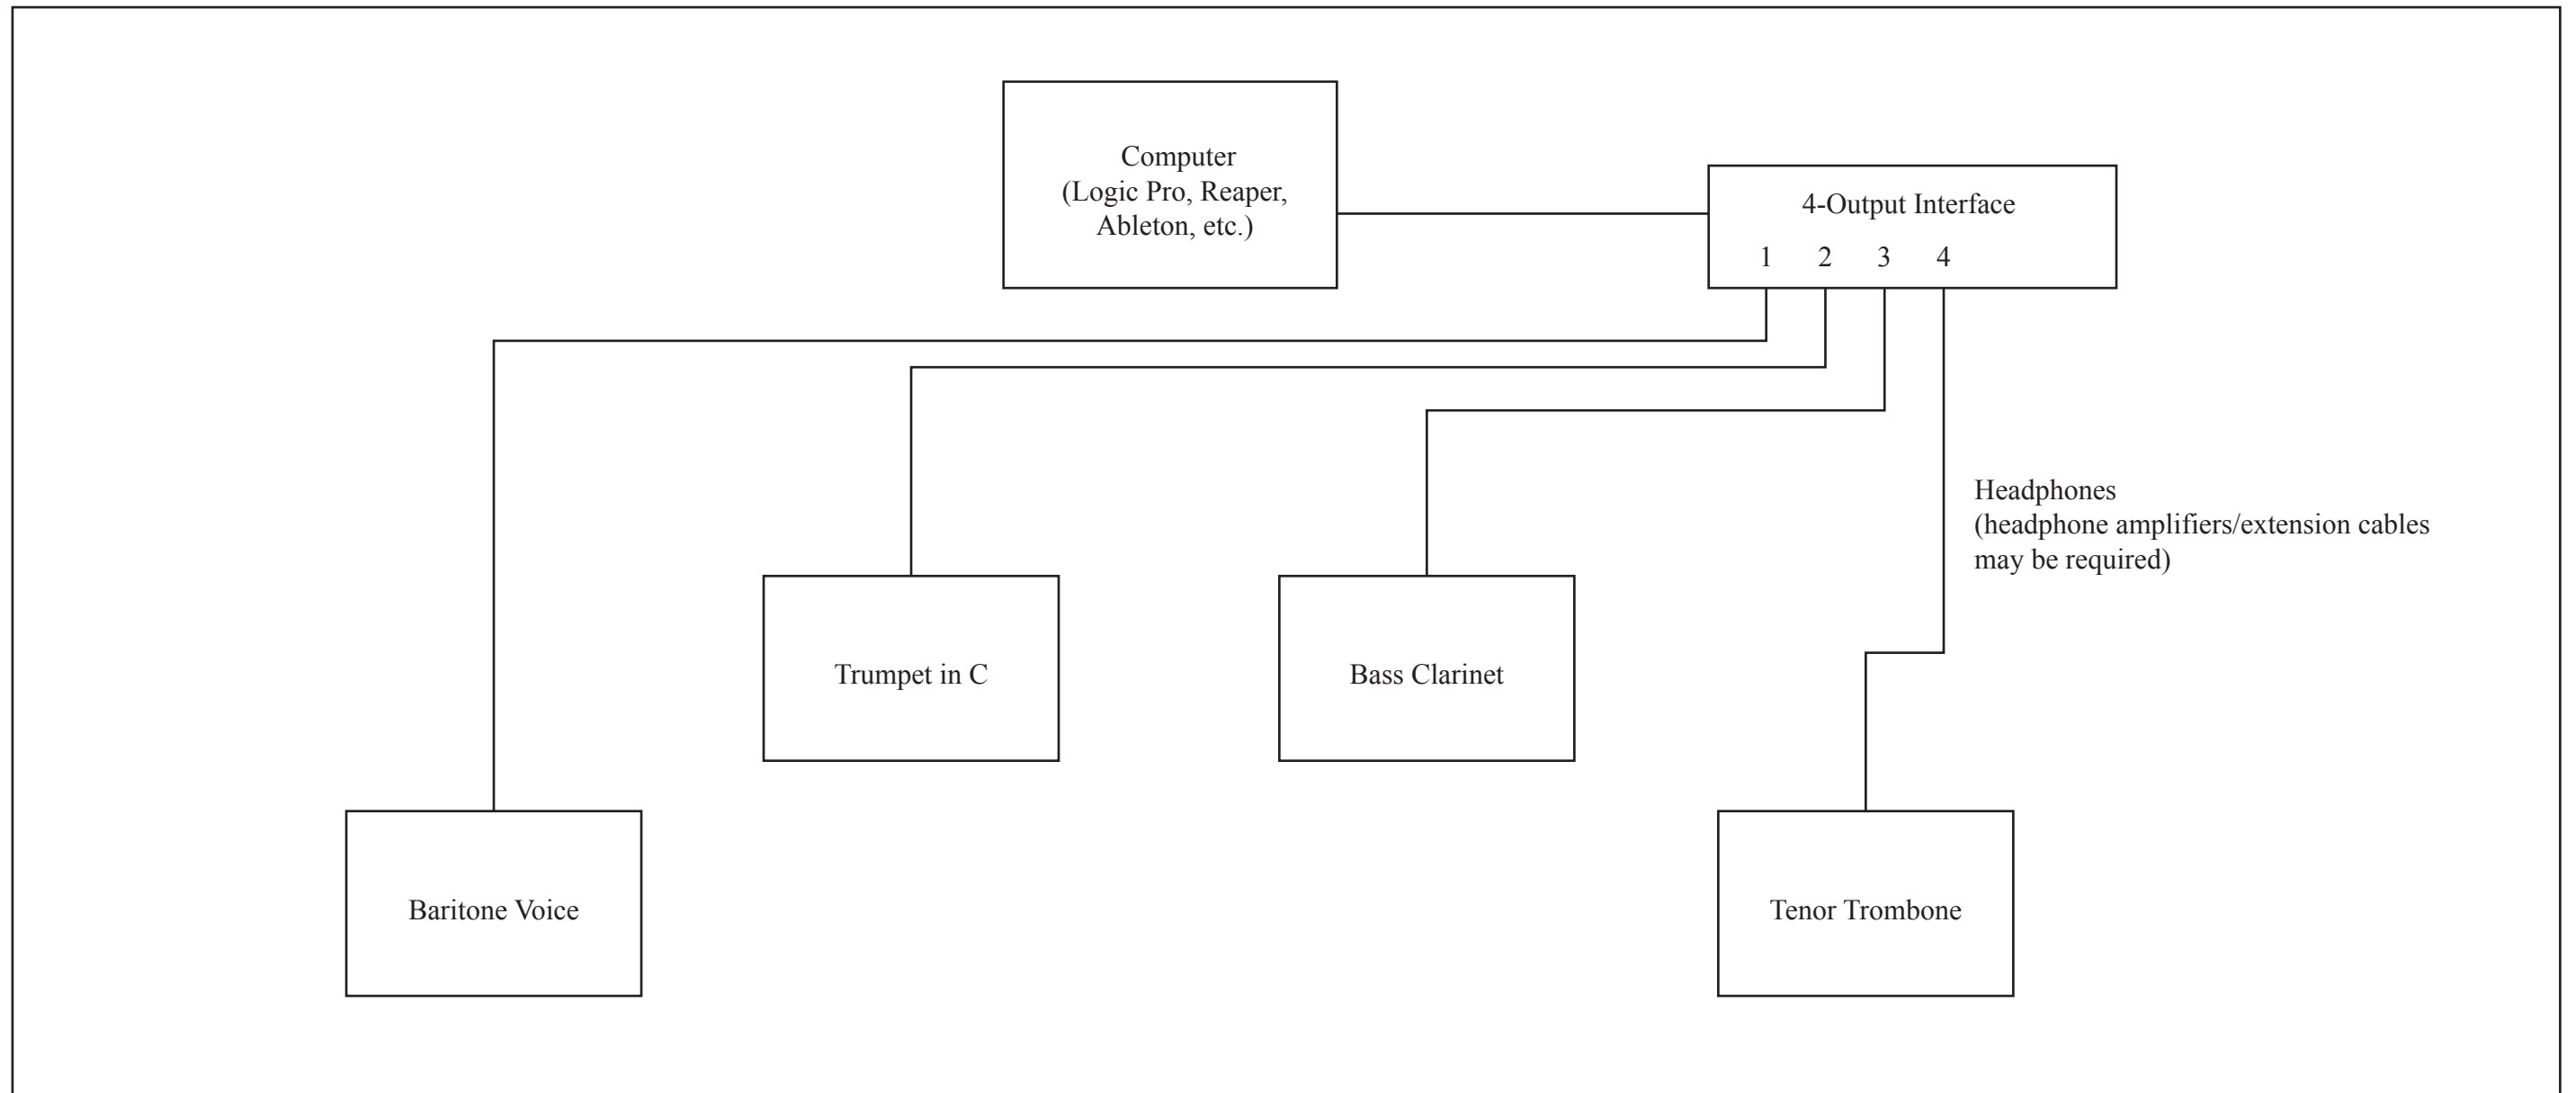 Computer
(Logic Pro, Reaper,
Ableton, etc.)
4-Output Interface
1 2 3 4
Headphones
(headphone amplifiers/extension cables
may be required)
Trumpet in C
Bass Clarinet
Baritone Voice
Tenor Trombone